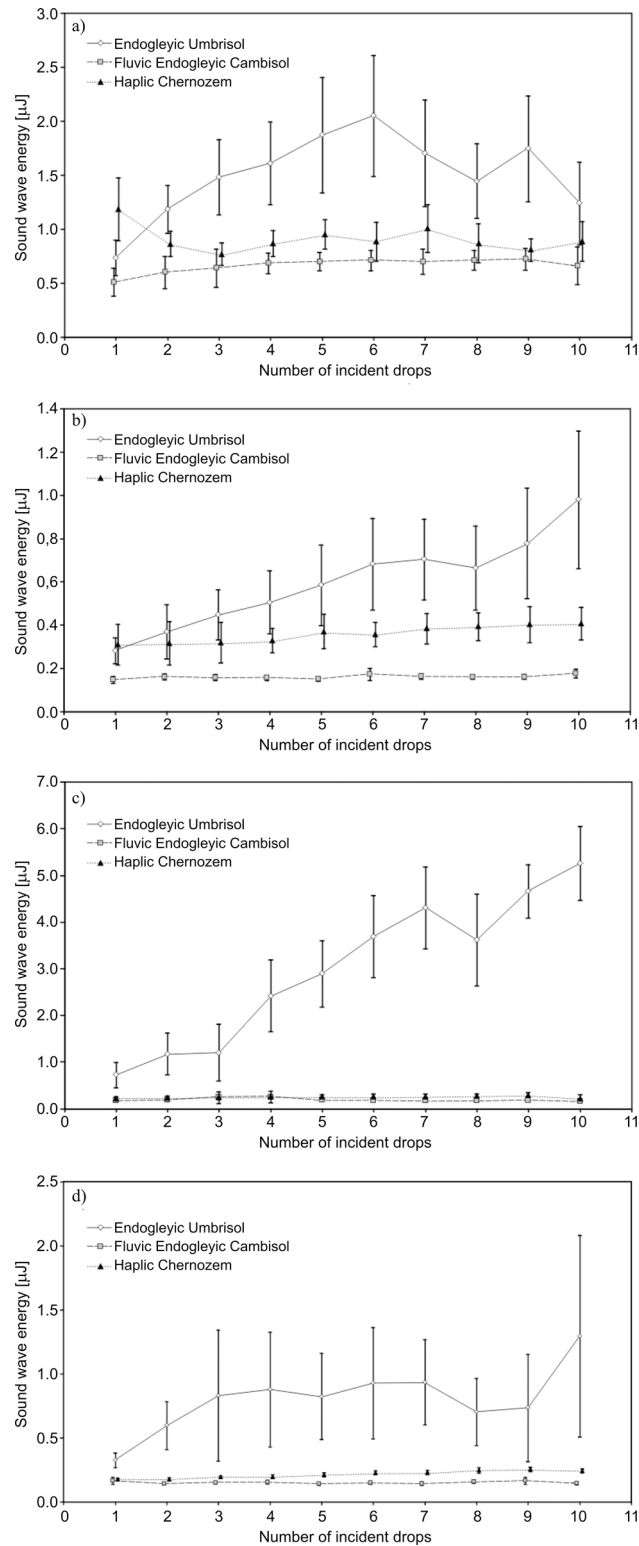 a)
Endogleyic Umbrisol
Fluvic Endogleyic Cambisol
Haplic Chernozem
Sound wave energy [µJ]
3.0
2.5
2.0
1.5
1.0
0.5
0.0
0 1 2 3 4 5 6 7 8 9 10 11
Number of incident drops
b)
Endogleyic Umbrisol
Fluvic Endogleyic Cambisol
Haplic Chernozem
Sound wave energy [µJ]
1.4
1.2
1.0
0.8
0.6
0.4
0.2
0.0
0 1 2 3 4 5 6 7 8 9 10 11
Number of incident drops
c)
Endogleyic Umbrisol
Fluvic Endogleyic Cambisol
Haplic Chernozem
Sound wave energy [µJ]
7.0
6.0
5.0
4.0
3.0
2.0
1.0
0.0
0 1 2 3 4 5 6 7 8 9 10 11
Number of incident drops
d)
Endogleyic Umbrisol
Fluvic Endogleyic Cambisol
Haplic Chernozem
Sound wave energy [µJ]
2.5
2.0
1.5
1.0
0.5
0.0
0 1 2 3 4 5 6 7 8 9 10 11
Number of incident drops